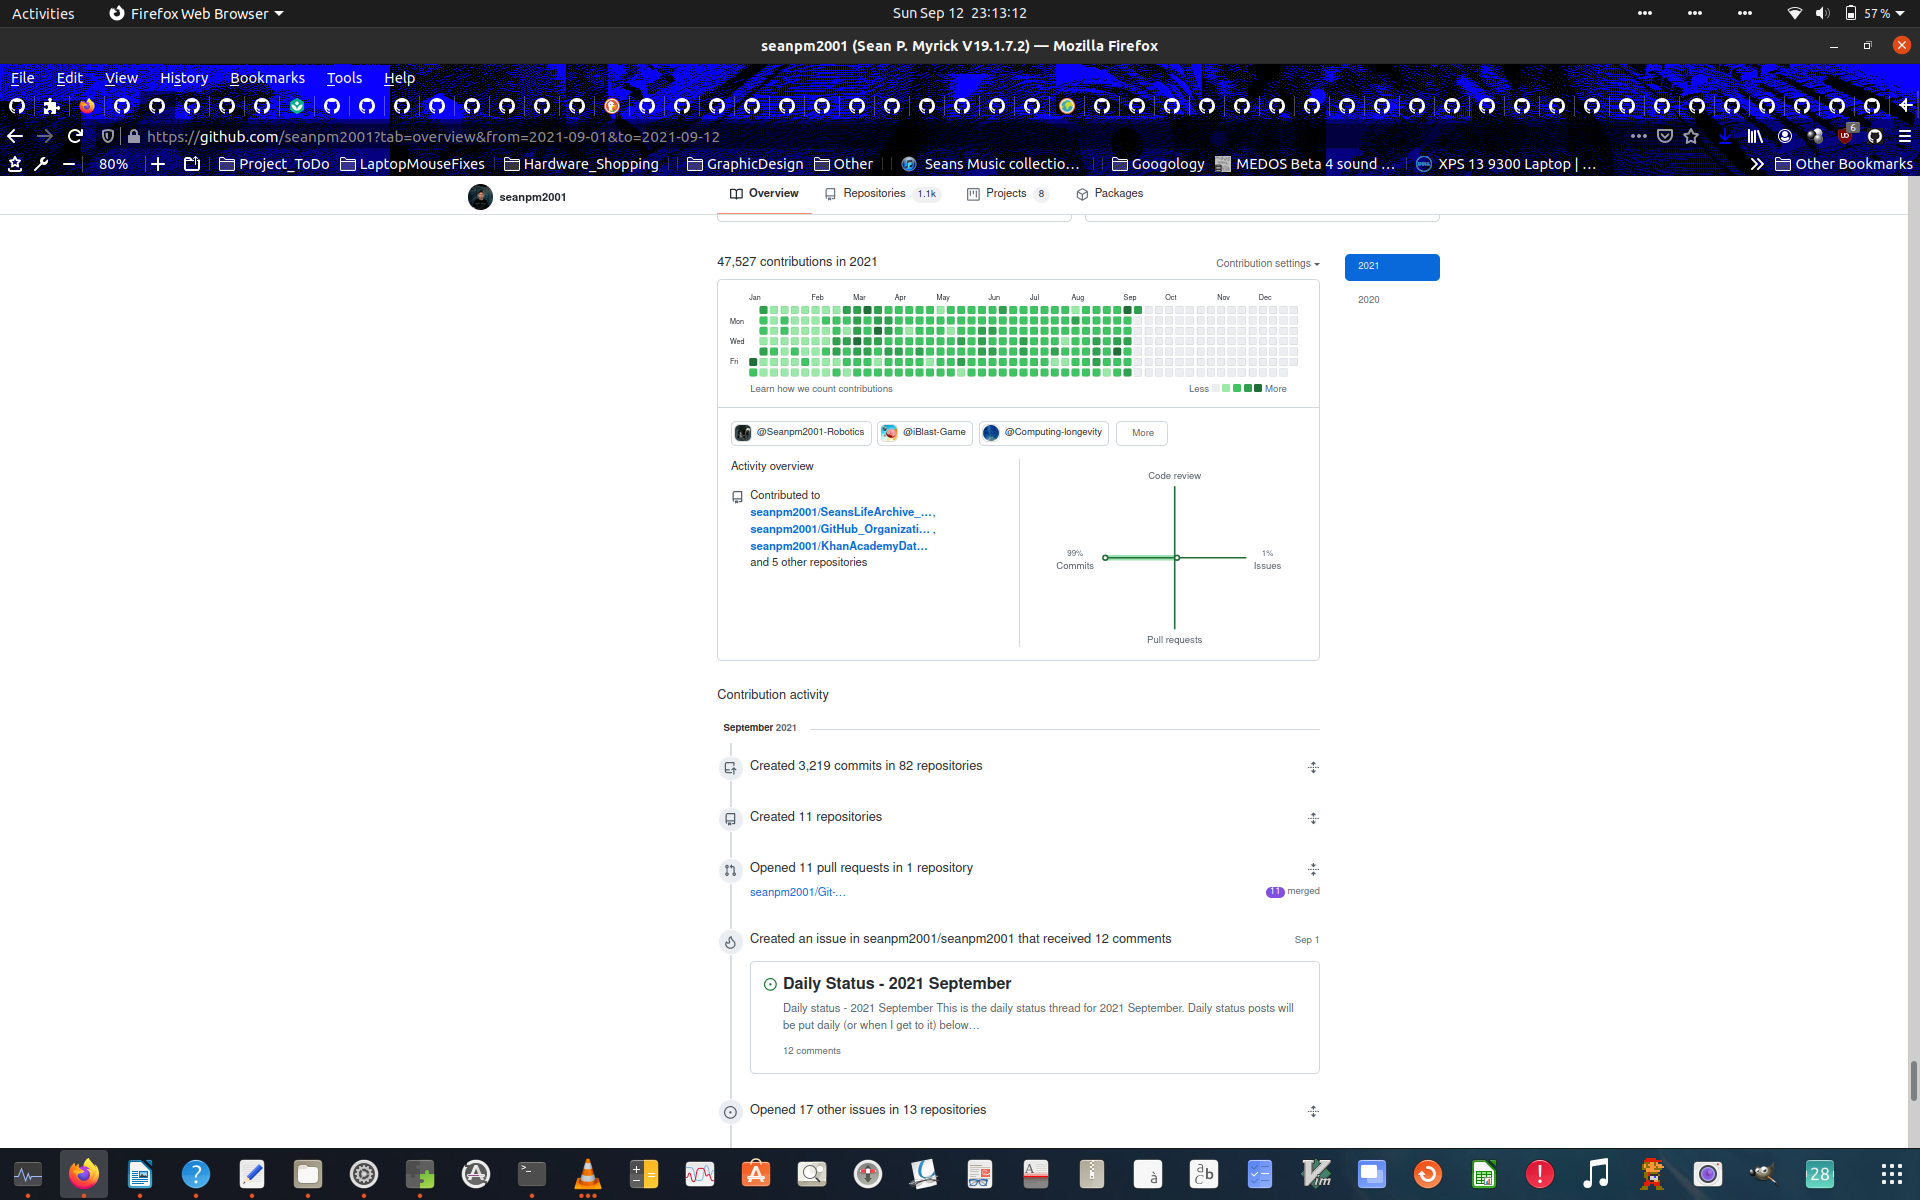 Activities Firefox Web Browser Sun Sep 12 23:13:12 57 %
seanpm2001 (Sean P. Myrick V19.1.7.2) — Mozilla Firefox
File Edit View History Bookmarks Tools Help
https://github.com/seanpm2001?tab=overview&from=2021-09-01&to=2021-09-12 6
80% Project_ToDo LaptopMouseFixes Hardware_Shopping GraphicDesign Other Seans Music collectio… Googology MEDOS Beta 4 sound … XPS 13 9300 Laptop | … Other Bookmarks
seanpm2001 Overview Repositories 1.1k Projects 8 Packages
47,527 contributions in 2021 Contribution settings 2021
2020
Jan Feb Mar Apr May Jun Jul Aug Sep Oct Nov Dec
Mon
Wed
Fri
Learn how we count contributions Less More
@Seanpm2001-Robotics @iBlast-Game @Computing-longevity More
Activity overview
Code review
Contributed to
seanpm2001/SeansLifeArchive_…,
seanpm2001/GitHub_Organizati… ,
seanpm2001/KhanAcademyDat…
and 5 other repositories
99% 1%
Commits Issues
Pull requests
Contribution activity
September 2021
Created 3,219 commits in 82 repositories
Created 11 repositories
Opened 11 pull requests in 1 repository
seanpm2001/Git-… 11 merged
Created an issue in seanpm2001/seanpm2001 that received 12 comments Sep 1
Daily Status - 2021 September
Daily status - 2021 September This is the daily status thread for 2021 September. Daily status posts will
be put daily (or when I get to it) below…
12 comments
Opened 17 other issues in 13 repositories
28